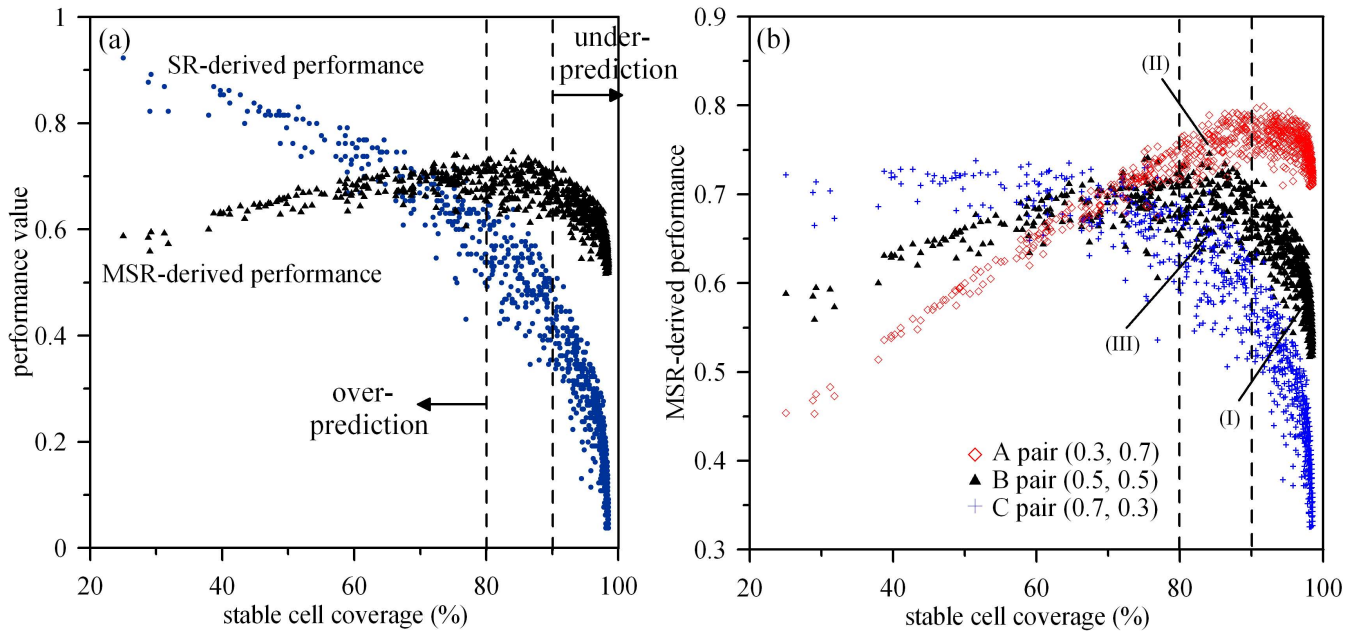 (a)
SR-derived performance
under-
prediction
MSR-derived performance
over-
prediction
performance value
1
0.8
0.6
0.4
0.2
0
20
40
60
80
100
stable cell coverage (%)
(b)
(II)
(III)
(I)
A pair (0.3, 0.7)
B pair (0.5, 0.5)
C pair (0.7, 0.3)
MSR-derived performance
0.9
0.8
0.7
0.6
0.5
0.4
0.3
20
40
60
80
100
stable cell coverage (%)